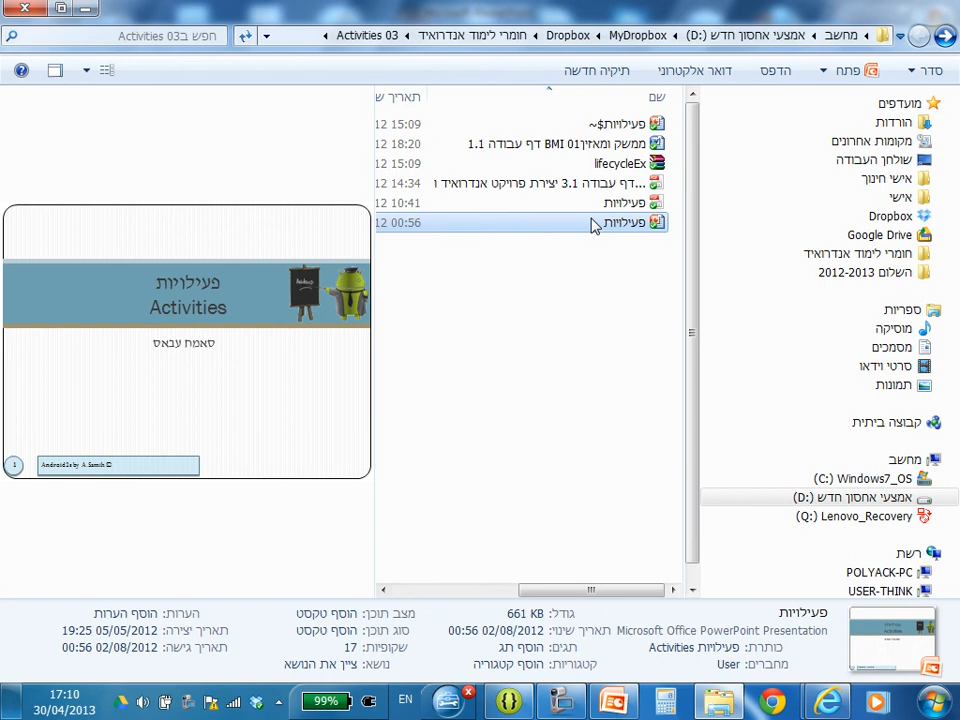 מחשב ◂ אמצעי אחסון חדש (D:) ◂ MyDropbox ◂ Dropbox ◂ חומרי לימוד אנדרואיד ◂ Activities 03 ◂
חפש בActivities 03
סדר
פתח
הדפס
דואר אלקטרוני
תיקיה חדשה
שם
תאריך ש
פעילויות$~
12 15:09
ממשק ומאזין01 BMI דף עבודה 1.1
12 18:20
lifecycleEx
12 15:09
דף עבודה 3.1 יצירת פרויקט אנדרואיד ו...
12 14:34
פעילויות
12 10:41
פעילויות
12 00:56
מועדפים
הורדות
מקומות אחרונים
שולחן העבודה
אישי חינוך
אישי
Dropbox
Google Drive
חומרי לימוד אנדרואיד
השלום 2012-2013
ספריות
מוסיקה
מסמכים
סרטי וידאו
תמונות
קבוצה ביתית
מחשב
Windows7_OS (C:)
אמצעי אחסון חדש (D:)
Lenovo_Recovery (Q:)
רשת
POLYACK-PC
USER-THINK
פעילויות
Activities
סאמח עבאס
1
Android2a by A Samih
פעילויות
Microsoft Office PowerPoint Presentation
כותרת: פעילויות Activities
מחברים: User
גודל: 661 KB
תאריך שינוי: 02/08/2012 00:56
תגים: הוסף תג
קטגוריות: הוסף קטגוריה
מצב תוכן: הוסף טקסט
סוג תוכן: הוסף טקסט
שקופיות: 17
נושא: ציין את הנושא
הערות: הוסף הערות
תאריך יצירה: 05/05/2012 19:25
תאריך גישה: 02/08/2012 00:56
17:10
30/04/2013
99%
EN